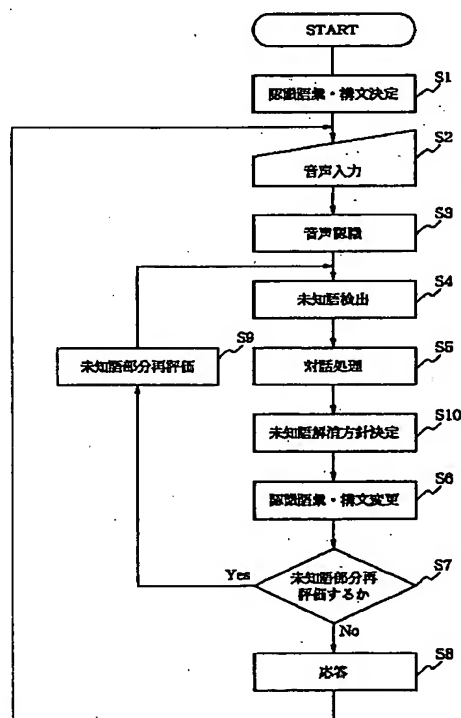 START
S1
認識語彙・構文決定
S2
音声入力
S3
音声認識
S4
未知語検出
S9
未知語部分再評価
S5
対話処理
S10
未知語解消方針決定
S6
認識語彙・構文変更
Yes
未知語部分再
評価するか
S7
No
S8
応答